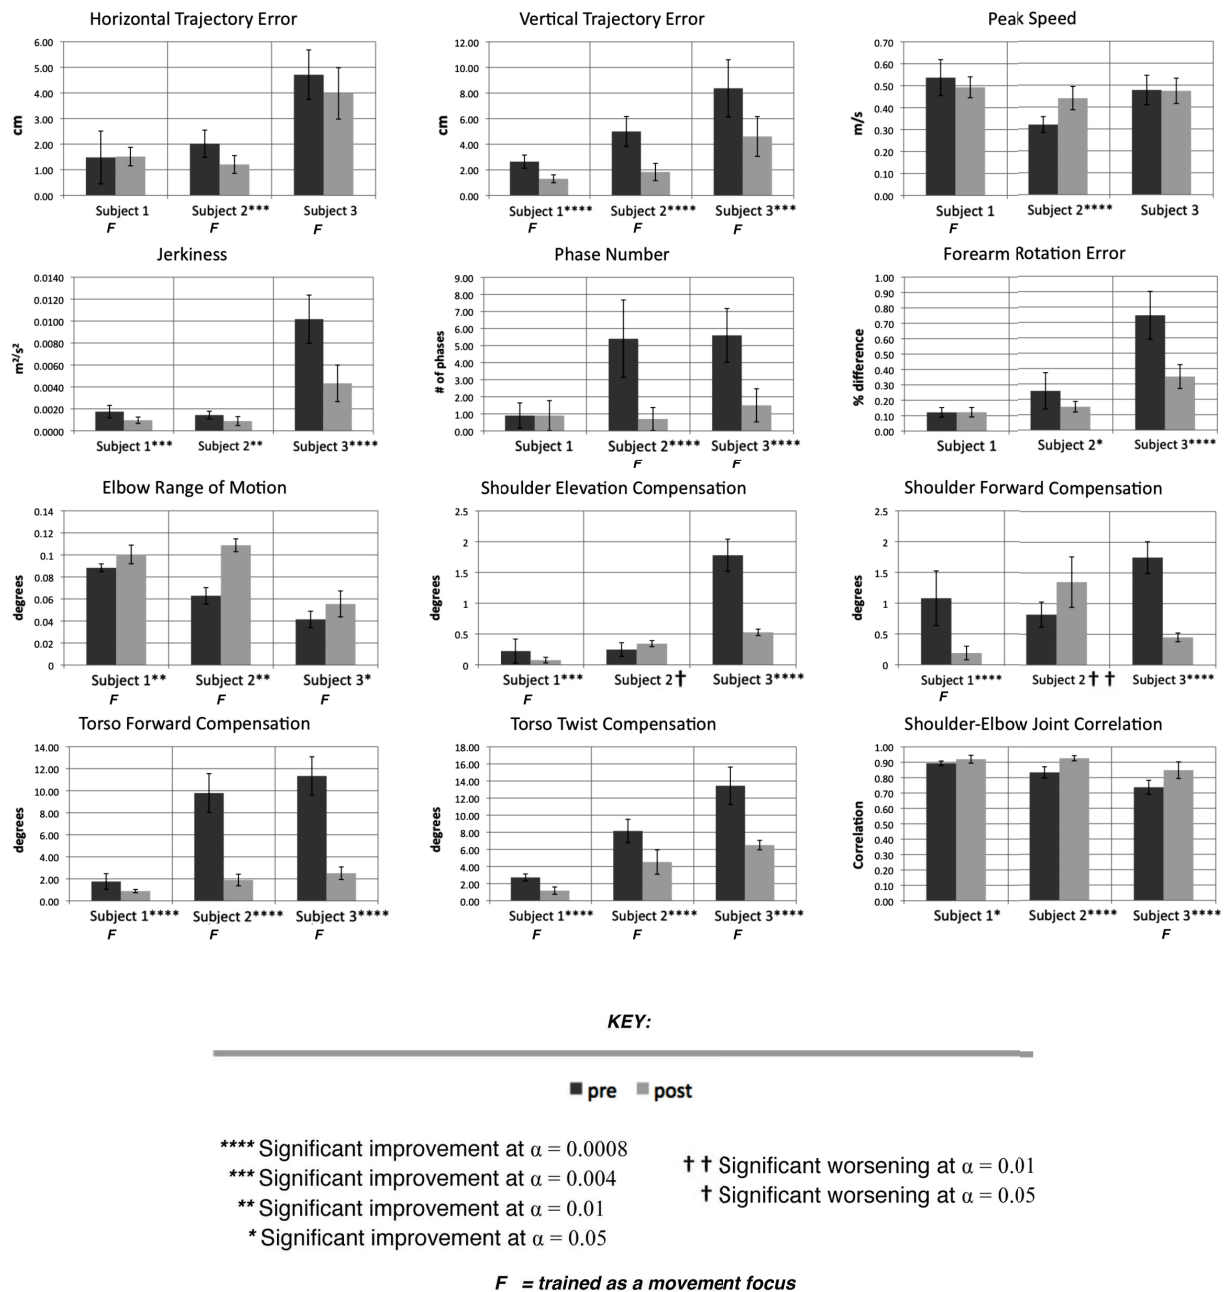 Horizontal Trajectory Error
6.00
5.00
4.00
3.00
2.00
1.00
0.00
cm
Subject 1
Subject 2***
Subject 3
F
F
F
Vertical Trajectory Error
12.00
10.00
8.00
6.00
4.00
2.00
0.00
cm
Subject 1****
Subject 2****
Subject 3***
F
F
F
Peak Speed
0.70
0.60
0.50
0.40
0.30
0.20
0.10
0.00
m/s
Subject 1
Subject 2****
Subject 3
F
Jerkiness
0.0140
0.0120
0.0100
0.0080
0.0060
0.0040
0.0020
0.0000
m²/s²
Subject 1***
Subject 2**
Subject 3****
Phase Number
9.00
8.00
7.00
6.00
5.00
4.00
3.00
2.00
1.00
0.00
# of phases
Subject 1
Subject 2****
Subject 3****
F
F
Forearm Rotation Error
1.00
0.90
0.80
0.70
0.60
0.50
0.40
0.30
0.20
0.10
0.00
% difference
Subject 1
Subject 2*
Subject 3****
Elbow Range of Motion
0.14
0.12
0.1
0.08
0.06
0.04
0.02
0
degrees
Subject 1**
Subject 2**
Subject 3*
F
F
F
Shoulder Elevation Compensation
2.5
2
1.5
1
0.5
0
degrees
Subject 1***
Subject 2†
Subject 3****
F
Shoulder Forward Compensation
2.5
2
1.5
1
0.5
0
degrees
Subject 1****
Subject 2† †
Subject 3****
F
Torso Forward Compensation
14.00
12.00
10.00
8.00
6.00
4.00
2.00
0.00
degrees
Subject 1****
Subject 2****
Subject 3****
F
F
F
Torso Twist Compensation
18.00
16.00
14.00
12.00
10.00
8.00
6.00
4.00
2.00
0.00
degrees
Subject 1****
Subject 2****
Subject 3****
F
F
F
Shoulder-Elbow Joint Correlation
1.00
0.90
0.80
0.70
0.60
0.50
0.40
0.30
0.20
0.10
0.00
Correlation
Subject 1*
Subject 2****
Subject 3****
F
KEY:
pre post
**** Significant improvement at α = 0.0008
*** Significant improvement at α = 0.004
** Significant improvement at α = 0.01
* Significant improvement at α = 0.05
† † Significant worsening at α = 0.01
† Significant worsening at α = 0.05
F = trained as a movement focus